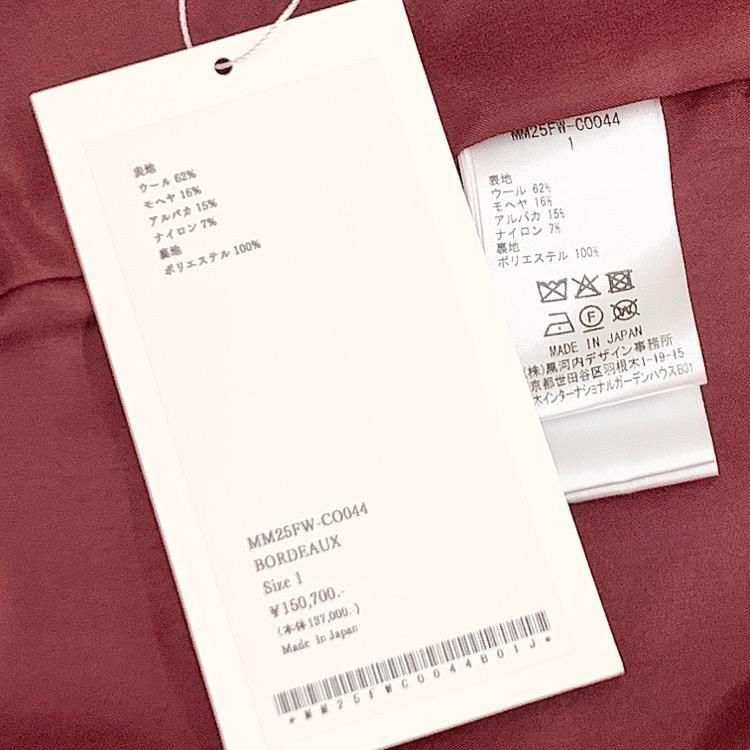 表地
ウール 62%
モヘヤ 16%
アルパカ 15%
ナイロン 7%
裏地
ポリエステル 100%
MM25FW-CO044
BORDEAUX
Size 1
¥150,700.-
(本体137,000.-)
Made in Japan
*MM25FWCO044B01J*
MM25FW-CO044
1
表地
ウール 62%
モヘヤ 16%
アルパカ 15%
ナイロン 7%
裏地
ポリエステル 100%
F
W
MADE IN JAPAN
(株)黒河内デザイン事務所
京都世田谷区羽根木1-19-15
木インターナショナルガーデンハウスB01